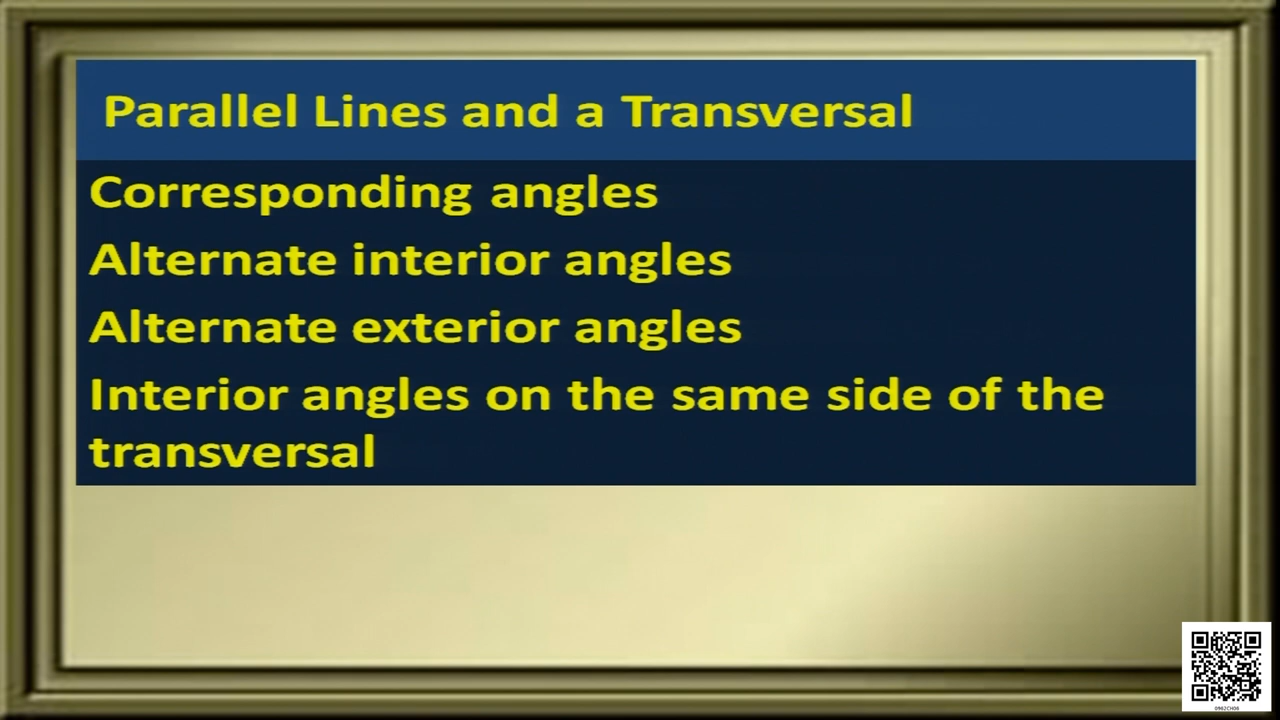 Parallel Lines and a Transversal
Corresponding angles
Alternate interior angles
Alternate exterior angles
Interior angles on the same side of the
transversal
0962CH06